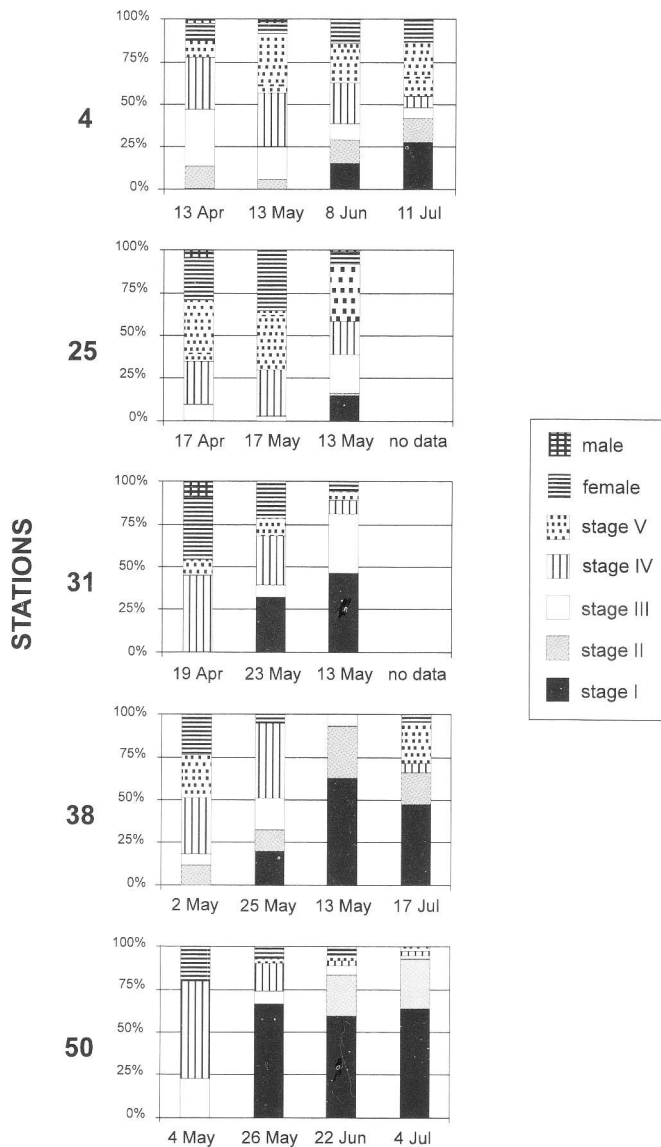 STATIONS
4
100%
75%
50%
25%
0%
13 Apr 13 May 8 Jun 11 Jul
25
100%
75%
50%
25%
0%
17 Apr 17 May 13 May no data
31
100%
75%
50%
25%
0%
19 Apr 23 May 13 May no data
38
100%
75%
50%
25%
0%
2 May 25 May 13 May 17 Jul
50
100%
75%
50%
25%
0%
4 May 26 May 22 Jun 4 Jul
male
female
stage V
stage IV
stage III
stage II
stage I